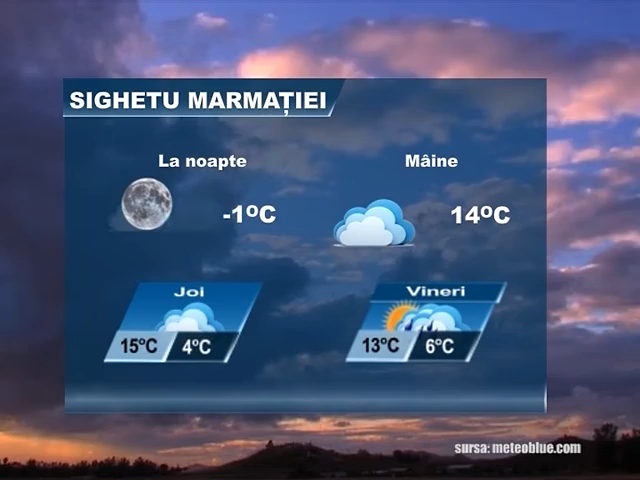 SIGHETU MARMAȚIEI
La noapte
Mâine
-1ºC
14ºC
Joi
Vineri
15ºC 4ºC
13ºC 6ºC
sursa: meteoblue.com